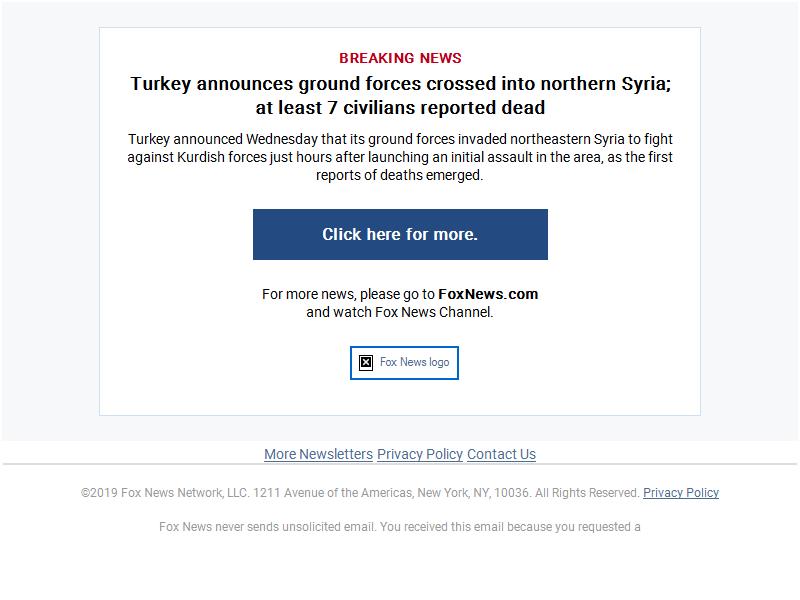 BREAKING NEWS
Turkey announces ground forces crossed into northern Syria;
at least 7 civilians reported dead
Turkey announced Wednesday that its ground forces invaded northeastern Syria to fight
against Kurdish forces just hours after launching an initial assault in the area, as the first
reports of deaths emerged.
Click here for more.
For more news, please go to FoxNews.com
and watch Fox News Channel.
Fox News logo
More Newsletters Privacy Policy Contact Us
©2019 Fox News Network, LLC. 1211 Avenue of the Americas, New York, NY, 10036. All Rights Reserved. Privacy Policy
Fox News never sends unsolicited email. You received this email because you requested a